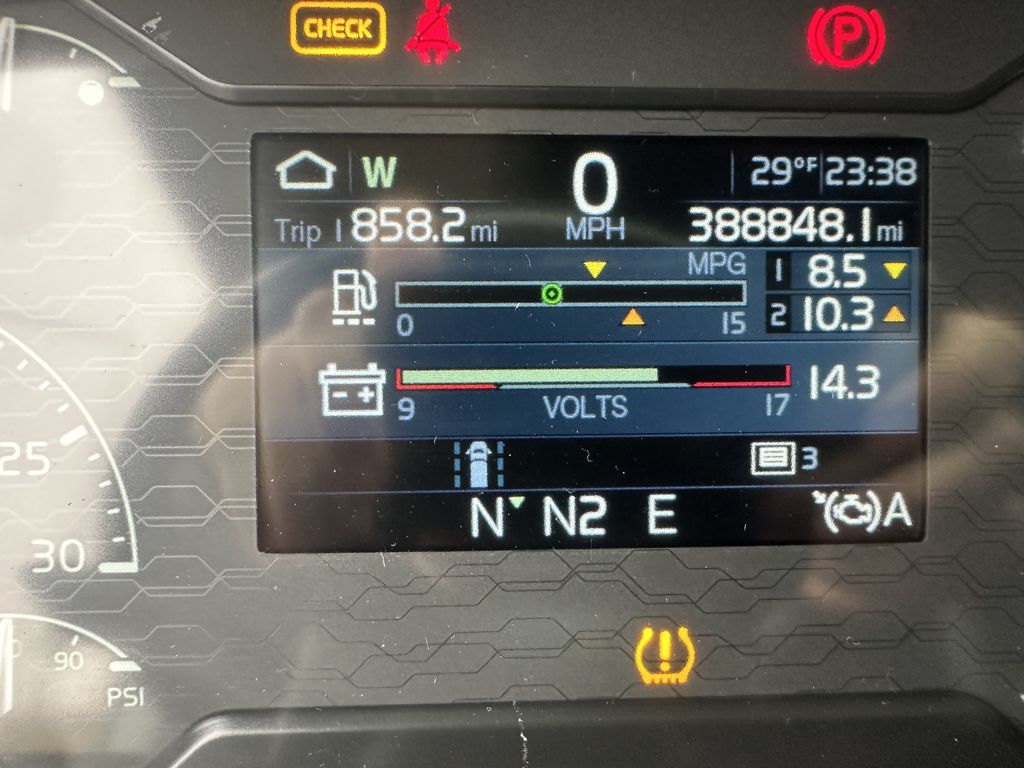 CHECK
P
W 0 29°F 23:38
Trip 1 858.2 mi MPH 388848.1 mi
MPG 1 8.5
0 15 2 10.3
- +
14.3
9 VOLTS 17
3
N N2 E A
25
30
90
PSI
!